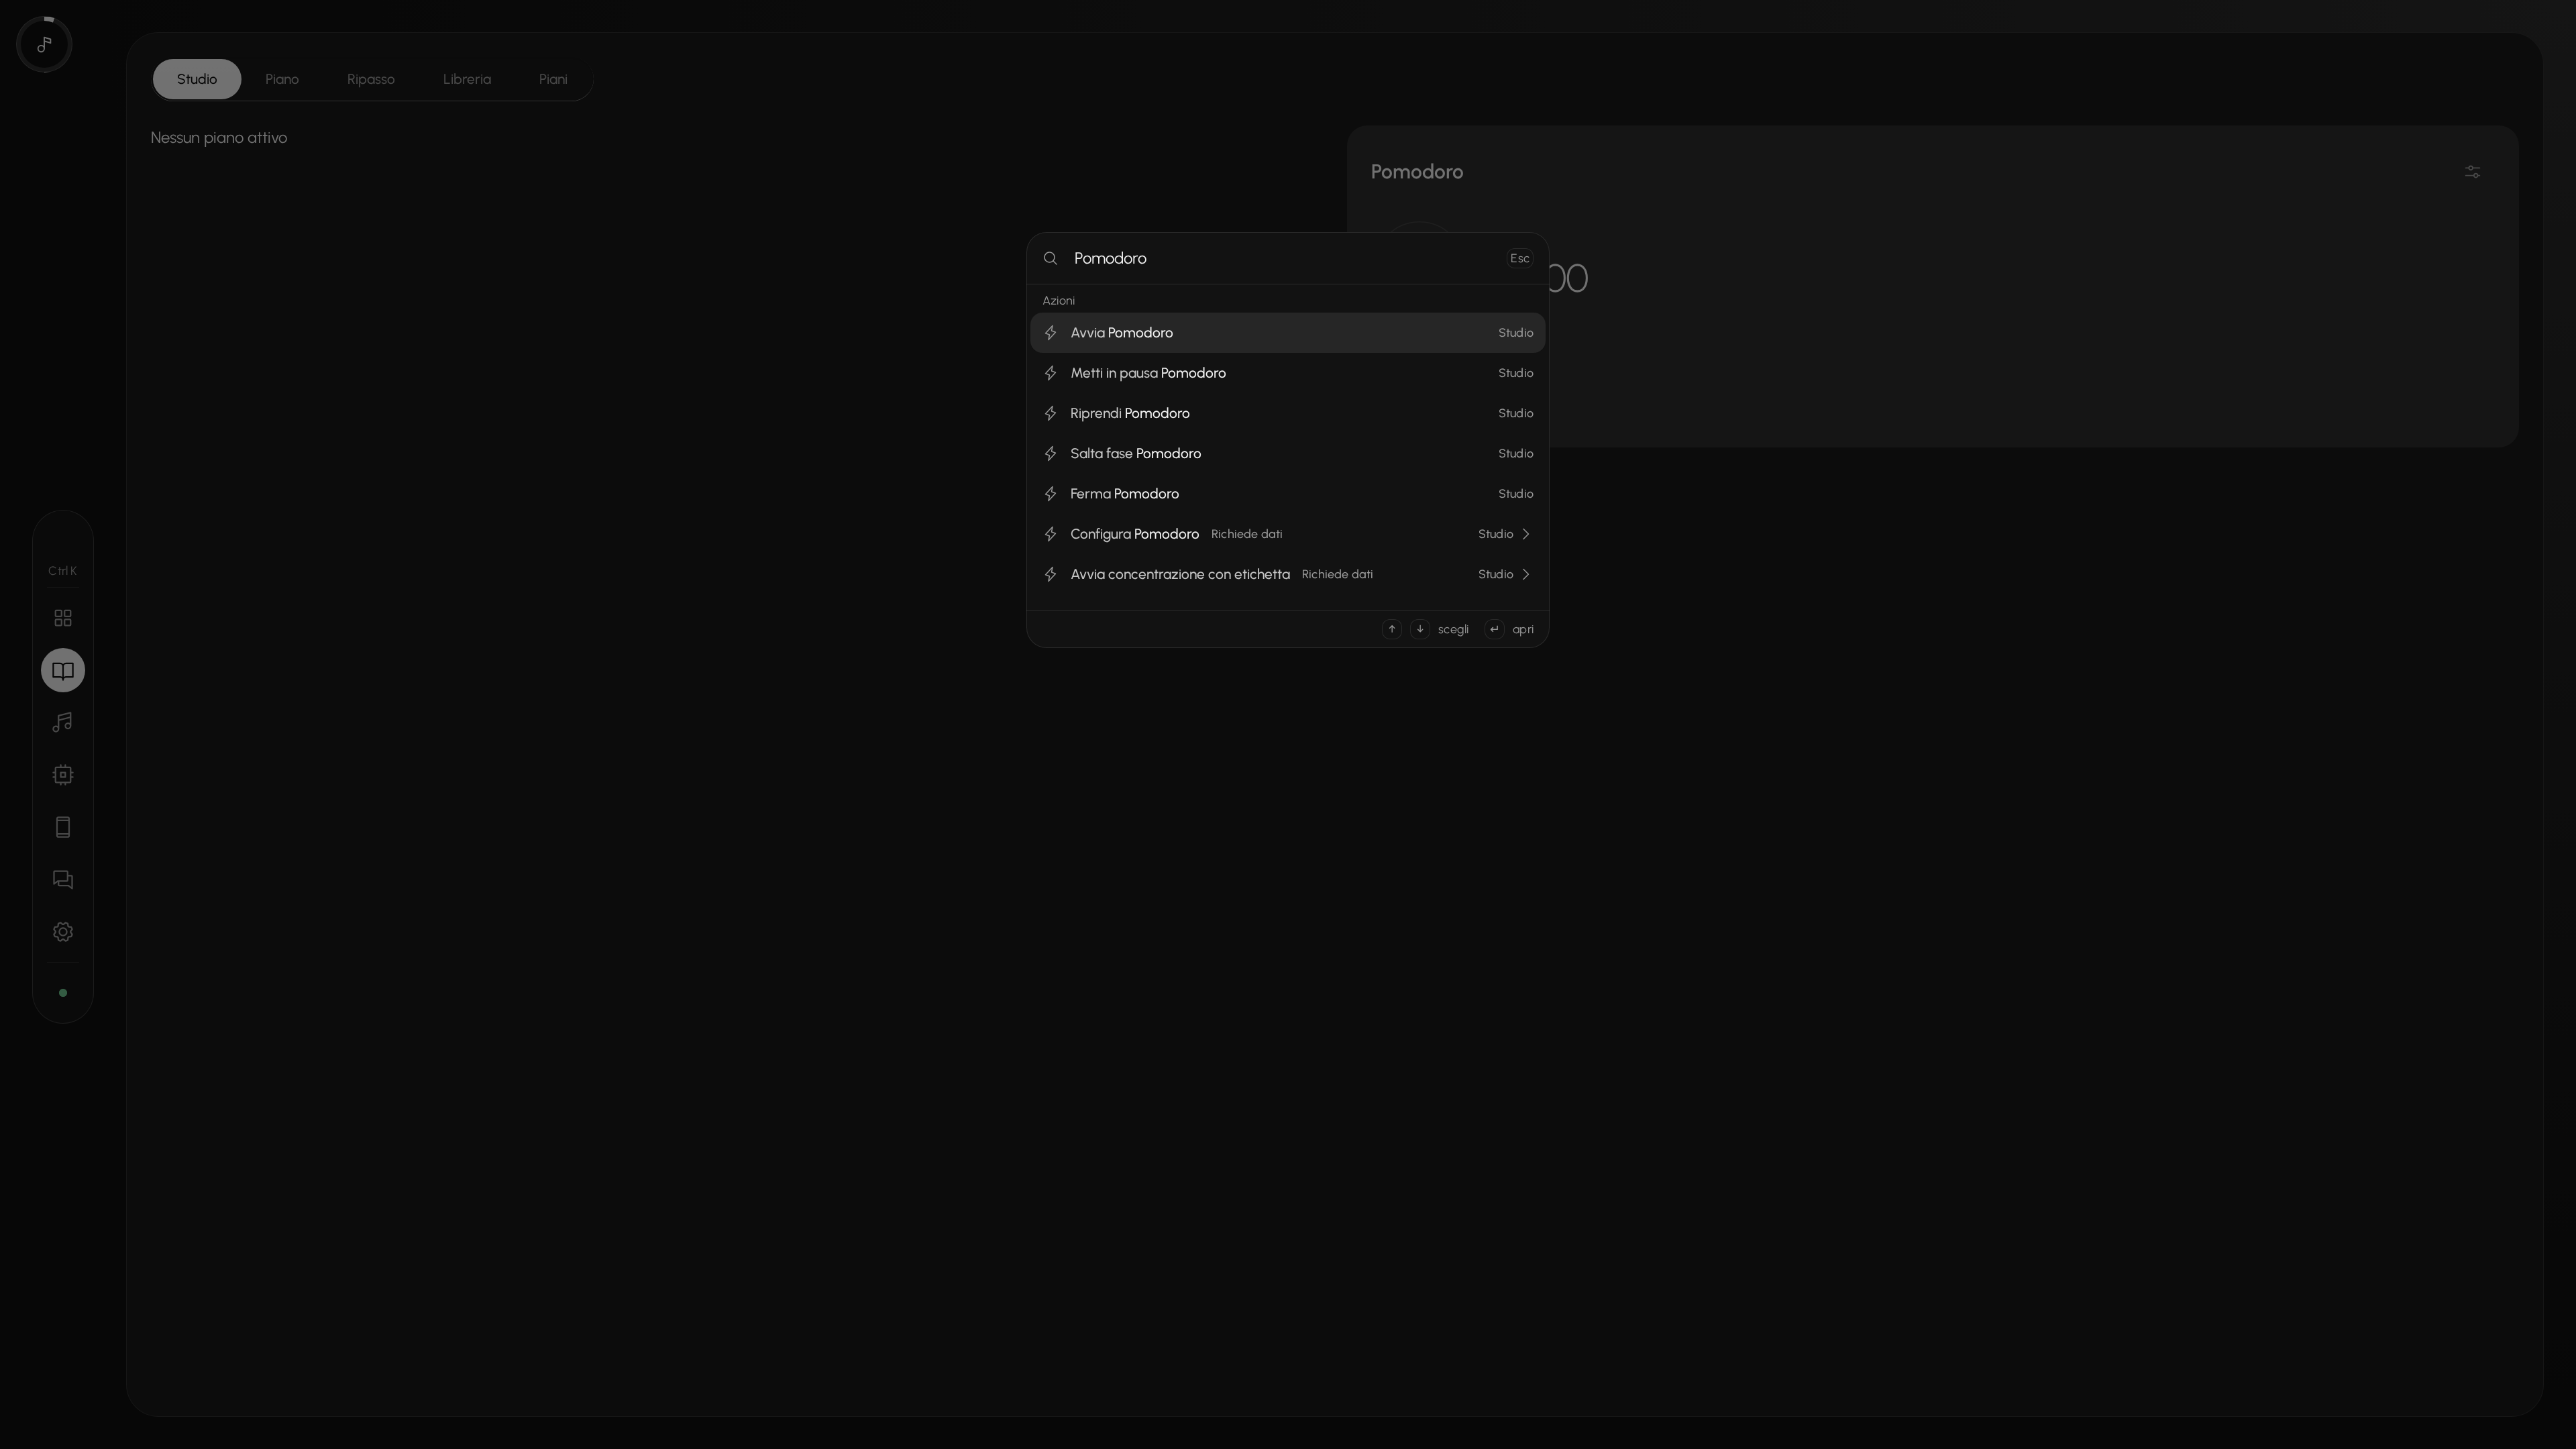 Studio Piano Ripasso Libreria Piani
Nessun piano attivo
Pomodoro
00
Pomodoro Esc
Azioni
Avvia Pomodoro Studio
Metti in pausa Pomodoro Studio
Riprendi Pomodoro Studio
Salta fase Pomodoro Studio
Ferma Pomodoro Studio
Configura Pomodoro Richiede dati Studio
Avvia concentrazione con etichetta Richiede dati Studio
↑ ↓ scegli ↵ apri
Ctrl K